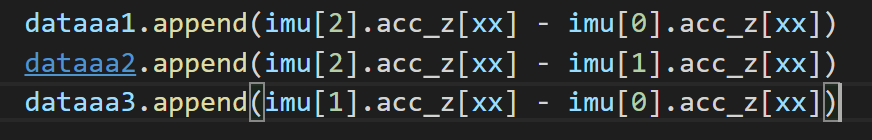 dataaa1.append(imu[2].acc_z[xx] - imu[0].acc_z[xx])
dataaa2.append(imu[2].acc_z[xx] - imu[1].acc_z[xx])
dataaa3.append(imu[1].acc_z[xx] - imu[0].acc_z[xx])